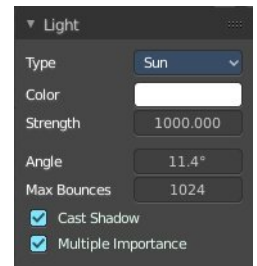 Light
Type Sun
Color
Strength 1000.000
Angle 11.4°
Max Bounces 1024
Cast Shadow
Multiple Importance